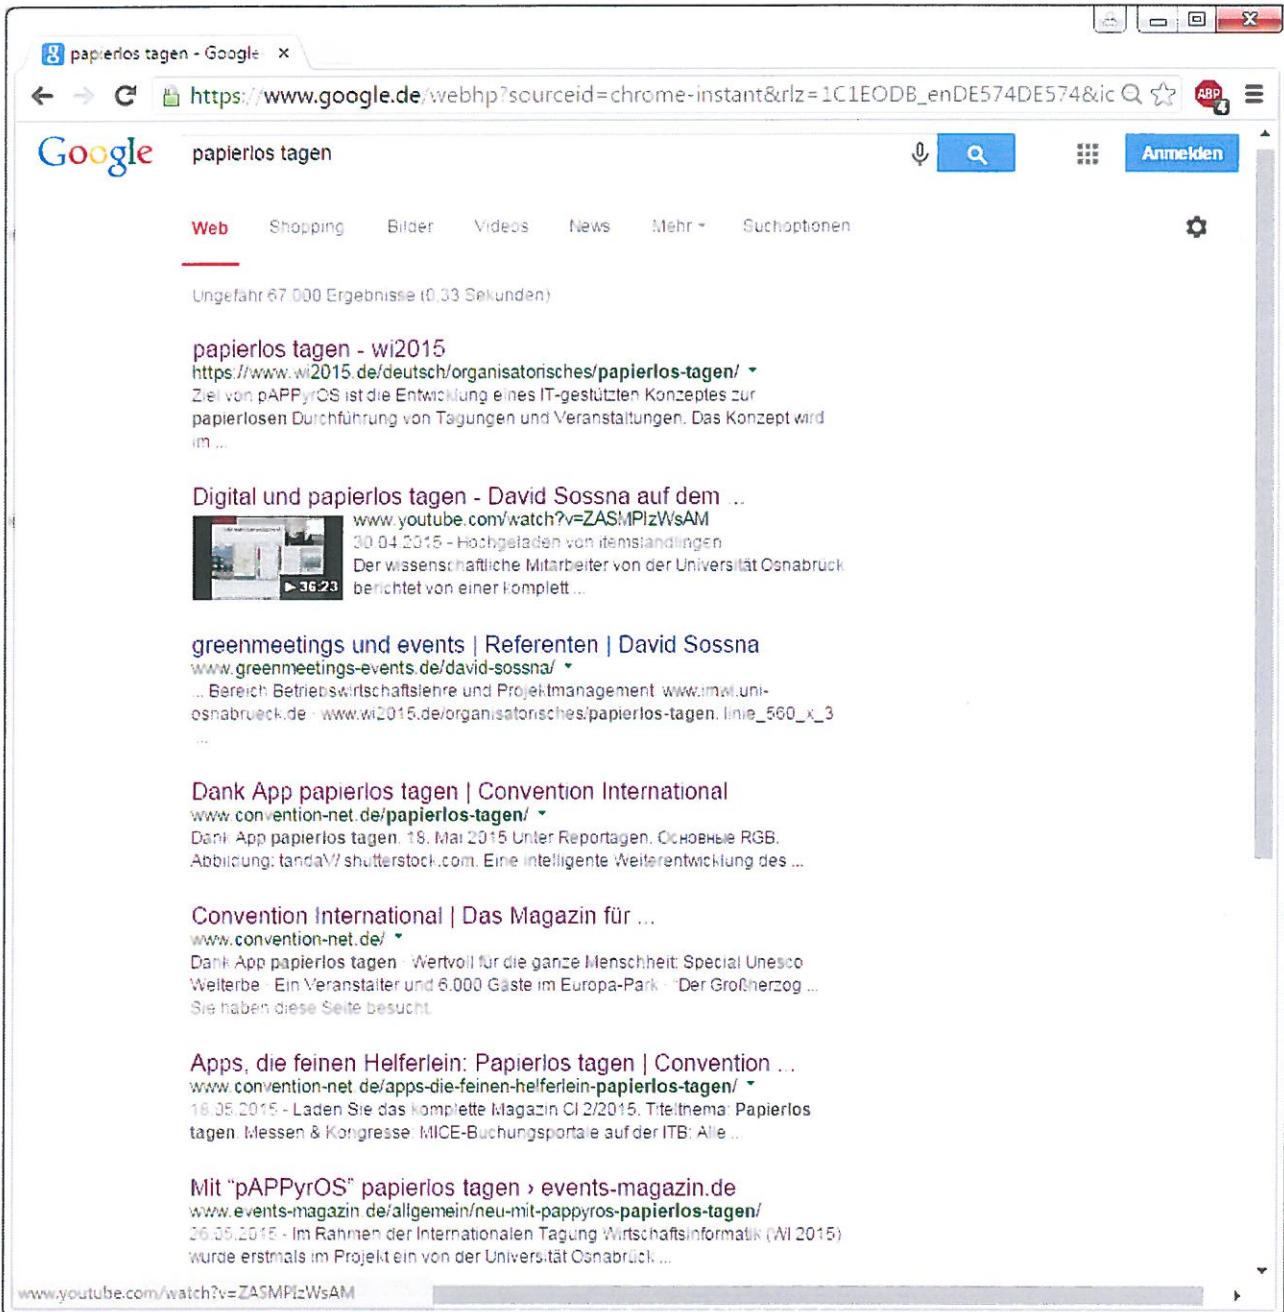 papierlos tagen - Google
https://www.google.de/webhp?sourceid=chrome-instant&rlz=1C1EODB_enDE574DE574&ic
ABP 4
Google papierlos tagen Anmelden
Web Shopping Bilder Videos News Mehr Suchoptionen
Ungefähr 67.000 Ergebnisse (0,33 Sekunden)
papierlos tagen - wi2015
https://www.wi2015.de/deutsch/organisatorisches/papierlos-tagen/
Ziel von pAPPyrOS ist die Entwicklung eines IT-gestützten Konzeptes zur
papierlosen Durchführung von Tagungen und Veranstaltungen. Das Konzept wird
im ...
Digital und papierlos tagen - David Sossna auf dem ...
www.youtube.com/watch?v=ZASMPIzWsAM
30.04.2015 - Hochgeladen von itemslandlingen
Der wissenschaftliche Mitarbeiter von der Universität Osnabrück
36:23 berichtet von einer komplett ...
greenmeetings und events | Referenten | David Sossna
www.greenmeetings-events.de/david-sossna/
... Bereich Betriebswirtschaftslehre und Projektmanagement. www.imwi.uni-
osnabrueck.de · www.wi2015.de/organisatorisches/papierlos-tagen. linie_560_x_3
...
Dank App papierlos tagen | Convention International
www.convention-net.de/papierlos-tagen/
Dank App papierlos tagen. 18. Mai 2015 Unter Reportagen. Основные RGB.
Abbildung: tandaV/ shutterstock.com. Eine intelligente Weiterentwicklung des ...
Convention International | Das Magazin für ...
www.convention-net.de/
Dank App papierlos tagen · Wertvoll für die ganze Menschheit: Special Unesco
Welterbe · Ein Veranstalter und 6.000 Gäste im Europa-Park · "Der Großherzog ...
Sie haben diese Seite besucht.
Apps, die feinen Helferlein: Papierlos tagen | Convention ...
www.convention-net.de/apps-die-feinen-helferlein-papierlos-tagen/
18.05.2015 - Laden Sie das komplette Magazin CI 2/2015. Titelthema: Papierlos
tagen. Messen & Kongresse: MICE-Buchungsportale auf der ITB: Alle ...
Mit "pAPPyrOS" papierlos tagen › events-magazin.de
www.events-magazin.de/allgemein/neu-mit-pappyros-papierlos-tagen/
26.05.2015 - Im Rahmen der Internationalen Tagung Wirtschaftsinformatik (WI 2015)
wurde erstmals im Projekt ein von der Universität Osnabrück ...
www.youtube.com/watch?v=ZASMPIzWsAM